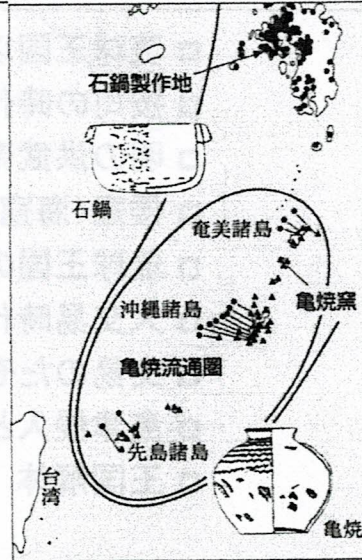 石鍋製作地
石鍋
奄美諸島
亀焼窯
沖縄諸島
亀焼流通圏
先島諸島
台湾
亀焼